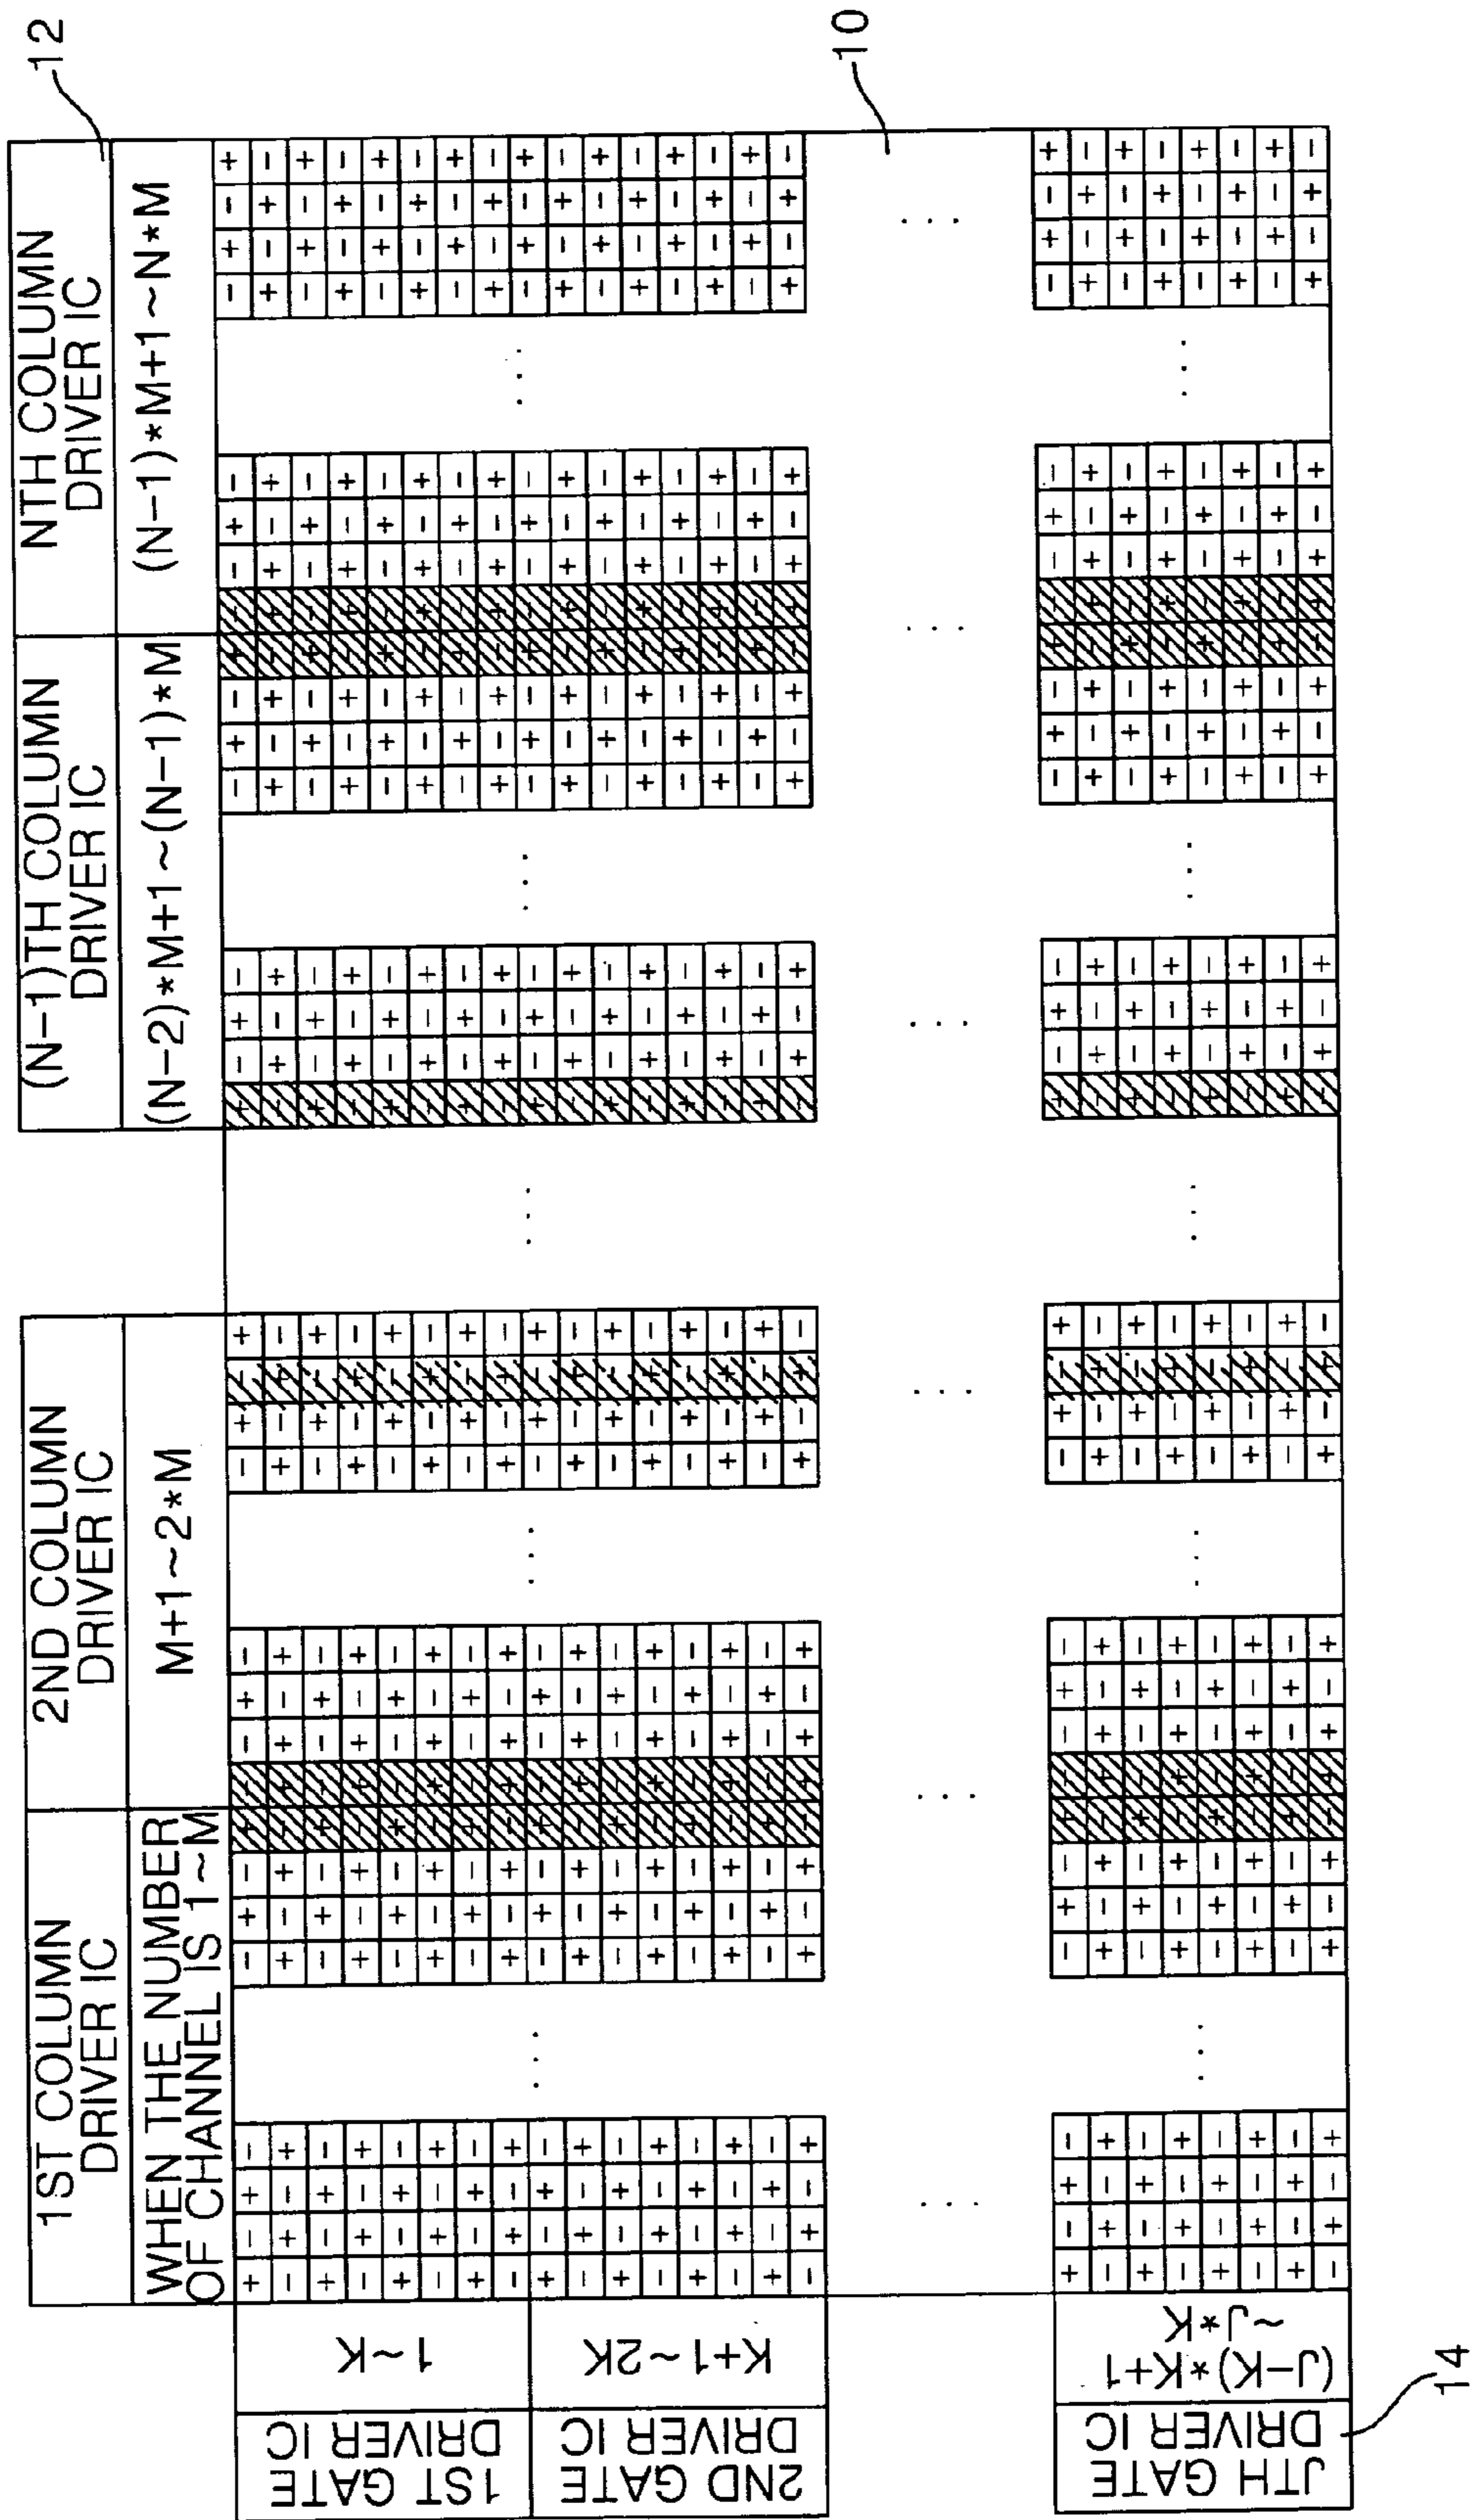 1ST COLUMN
DRIVER IC
2ND COLUMN
DRIVER IC
(N-1)TH COLUMN
DRIVER IC
NTH COLUMN
DRIVER IC
12
WHEN THE NUMBER
OF CHANNEL IS 1~M
M+1~2*M
(N-2)*M+1~(N-1)*M
(N-1)*M+1~N*M
1ST GATE
DRIVER IC
1~K
2ND GATE
DRIVER IC
K+1~2K
10
JTH GATE
DRIVER IC
(J-K)*K+1
~J*K
14